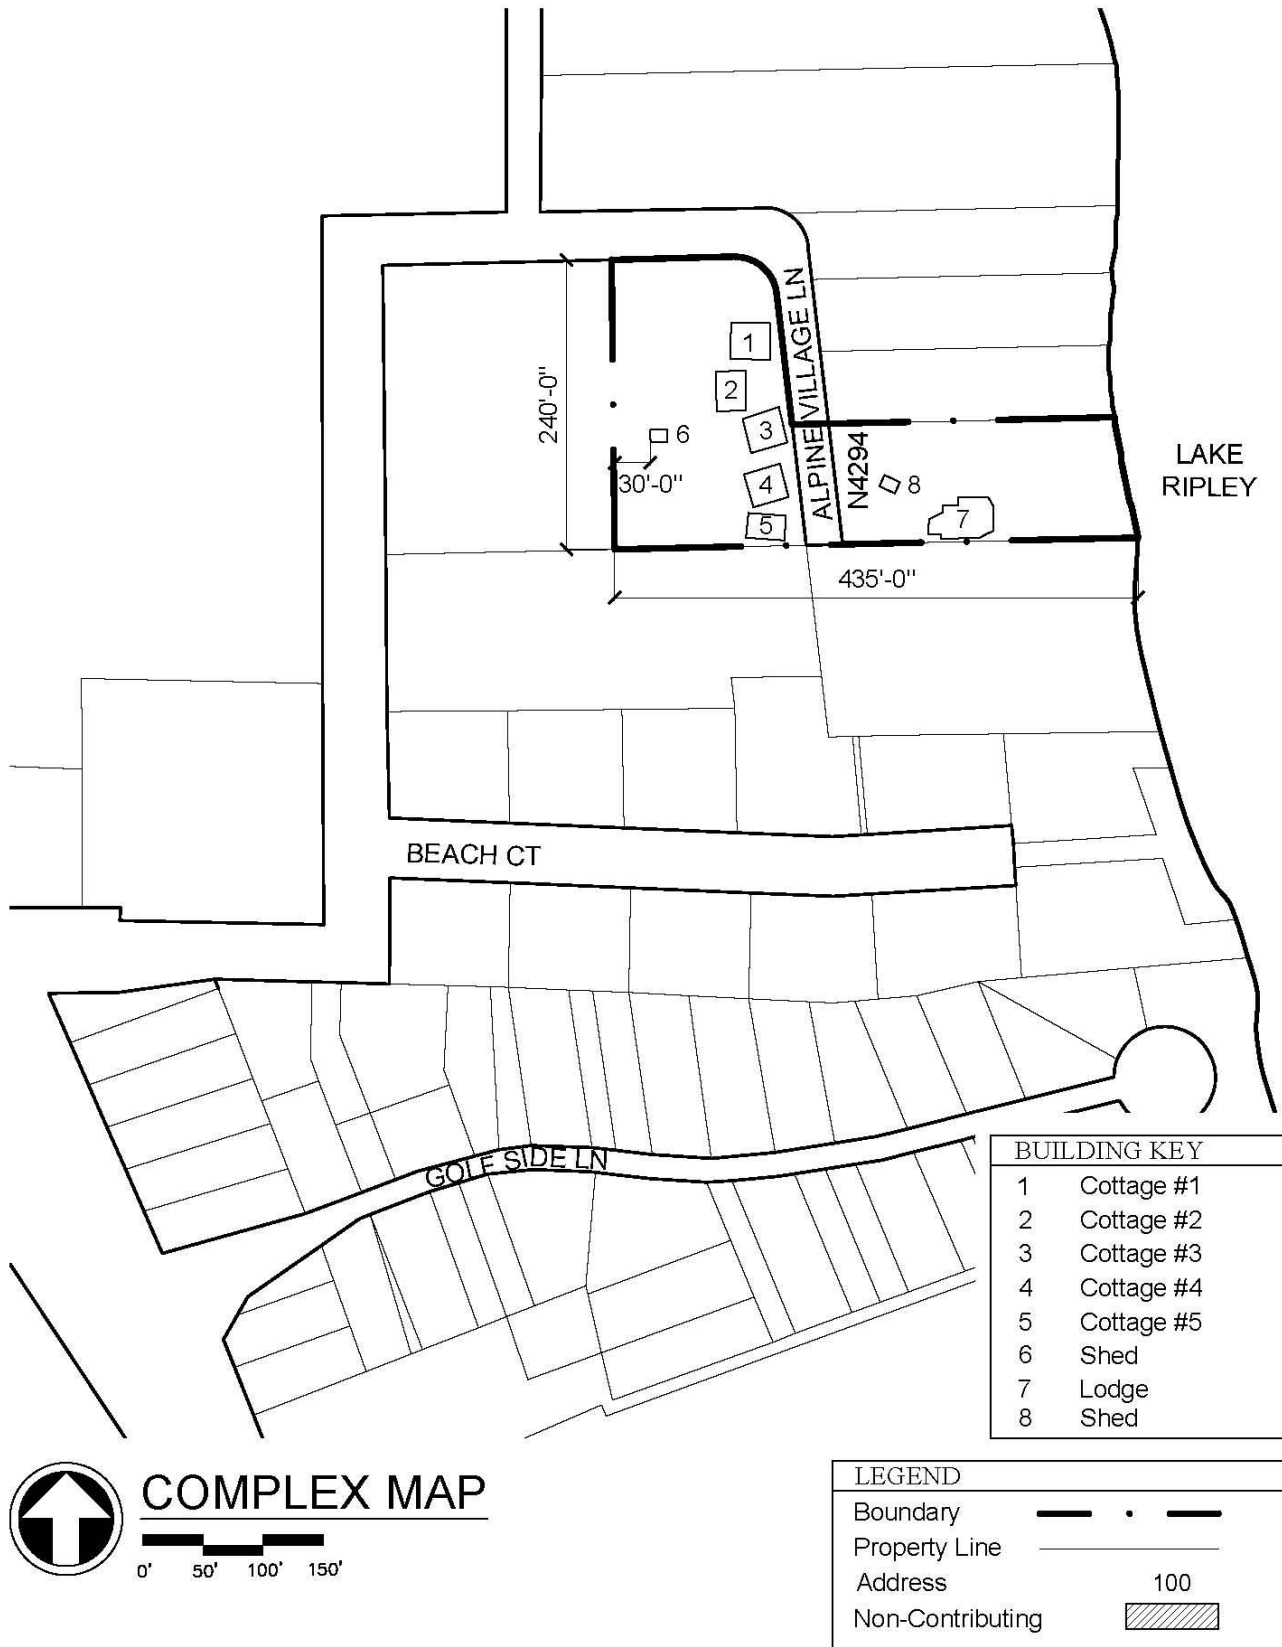 ALPINE VILLAGE LN
1
2
3
240'-0"
6
LAKE
RIPLEY
N4294
30'-0"
4
8
5
7
435'-0"
BEACH CT
GOLF SIDE LN
BUILDING KEY
1 Cottage #1
2 Cottage #2
3 Cottage #3
4 Cottage #4
5 Cottage #5
6 Shed
7 Lodge
8 Shed
COMPLEX MAP
0' 50' 100' 150'
LEGEND
Boundary
Property Line
Address 100
Non-Contributing